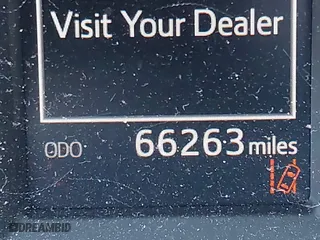 Visit Your Dealer
ODO 66263 miles
DREAMBID